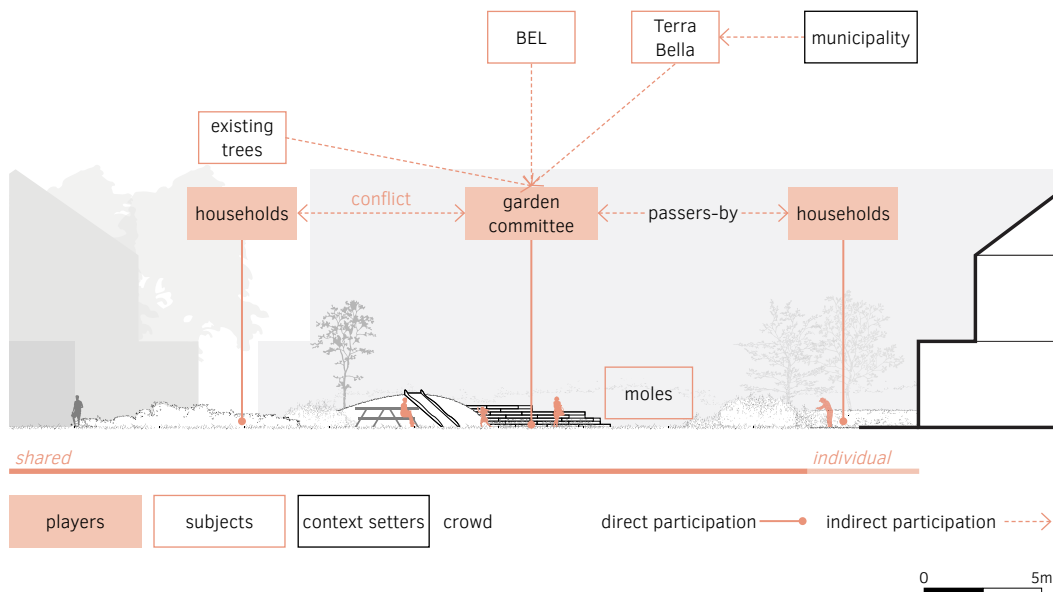 BEL
Terra
Bella
municipality
existing
trees
households
conflict
garden
committee
passers-by
households
moles
shared
individual
players
subjects
context setters
crowd
direct participation
indirect participation
0
5m